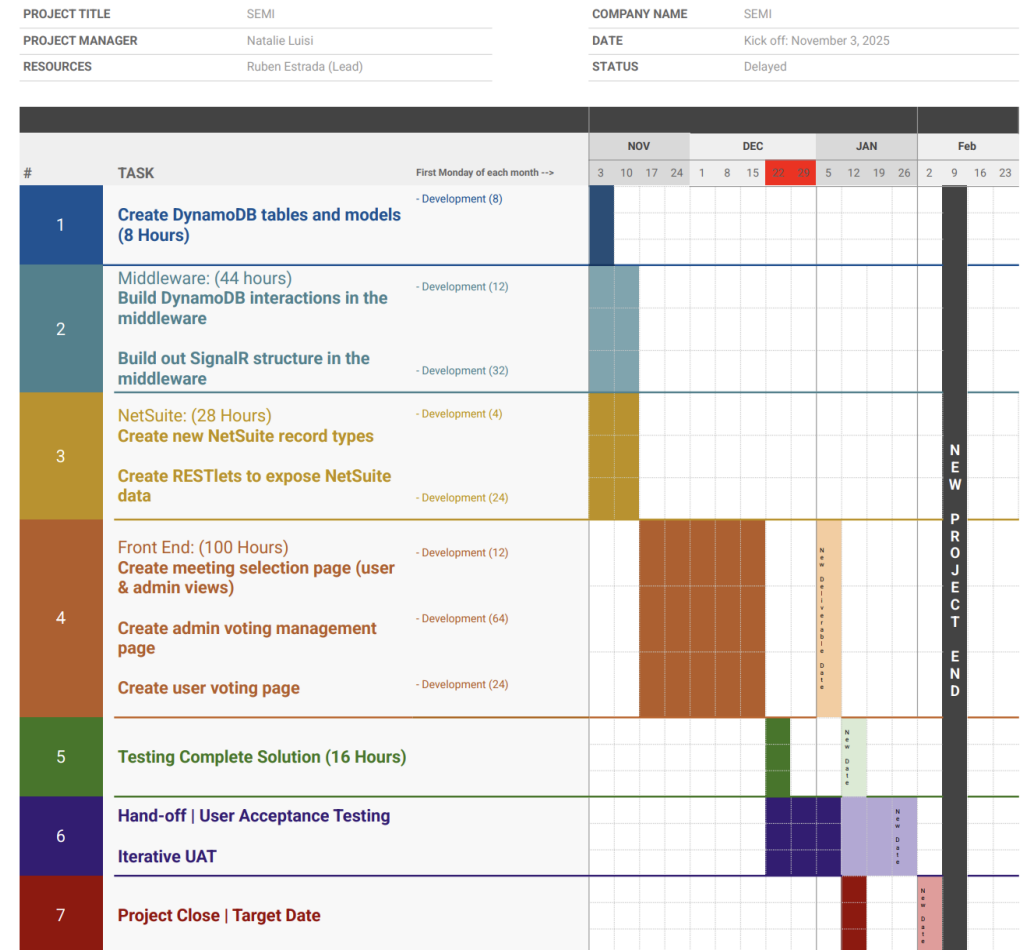 PROJECT TITLE SEMI COMPANY NAME SEMI
PROJECT MANAGER Natalie Luisi DATE Kick off: November 3, 2025
RESOURCES Ruben Estrada (Lead) STATUS Delayed
NOV DEC JAN Feb
# TASK First Monday of each month --> 3 10 17 24 1 8 15 22 29 5 12 19 26 2 9 16 23
1
Create DynamoDB tables and models
(8 Hours)
- Development (8)
2
Middleware: (44 hours)
Build DynamoDB interactions in the
middleware
- Development (12)
Build out SignalR structure in the
middleware
- Development (32)
3
NetSuite: (28 Hours)
Create new NetSuite record types
- Development (4)
Create RESTlets to expose NetSuite
data
- Development (24)
4
Front End: (100 Hours)
Create meeting selection page (user
& admin views)
- Development (12)
Create admin voting management
page
- Development (64)
Create user voting page
- Development (24)
New Deliverable Date
5
Testing Complete Solution (16 Hours)
New Date
6
Hand-off | User Acceptance Testing
Iterative UAT
New Date
7
Project Close | Target Date
New Date
NEW PROJECT END